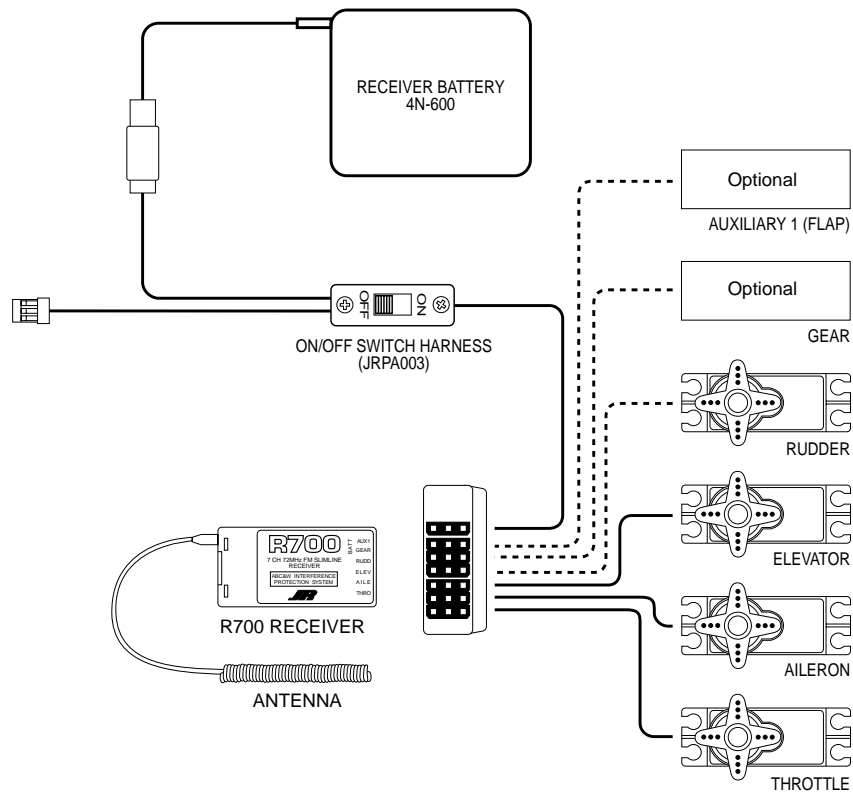 RECEIVER BATTERY
4N-600
Optional
AUXILIARY 1 (FLAP)
Optional
GEAR
OFF
ON
ON/OFF SWITCH HARNESS
(JRPA003)
RUDDER
ELEVATOR
R700
7 CH 72MHz FM SLIMLINE
RECEIVER
ABC&W INTERFERENCE
PROTECTION SYSTEM
JR
BATT
AUX1
GEAR
RUDD
ELEV
AILE
THRO
R700 RECEIVER
AILERON
ANTENNA
THROTTLE